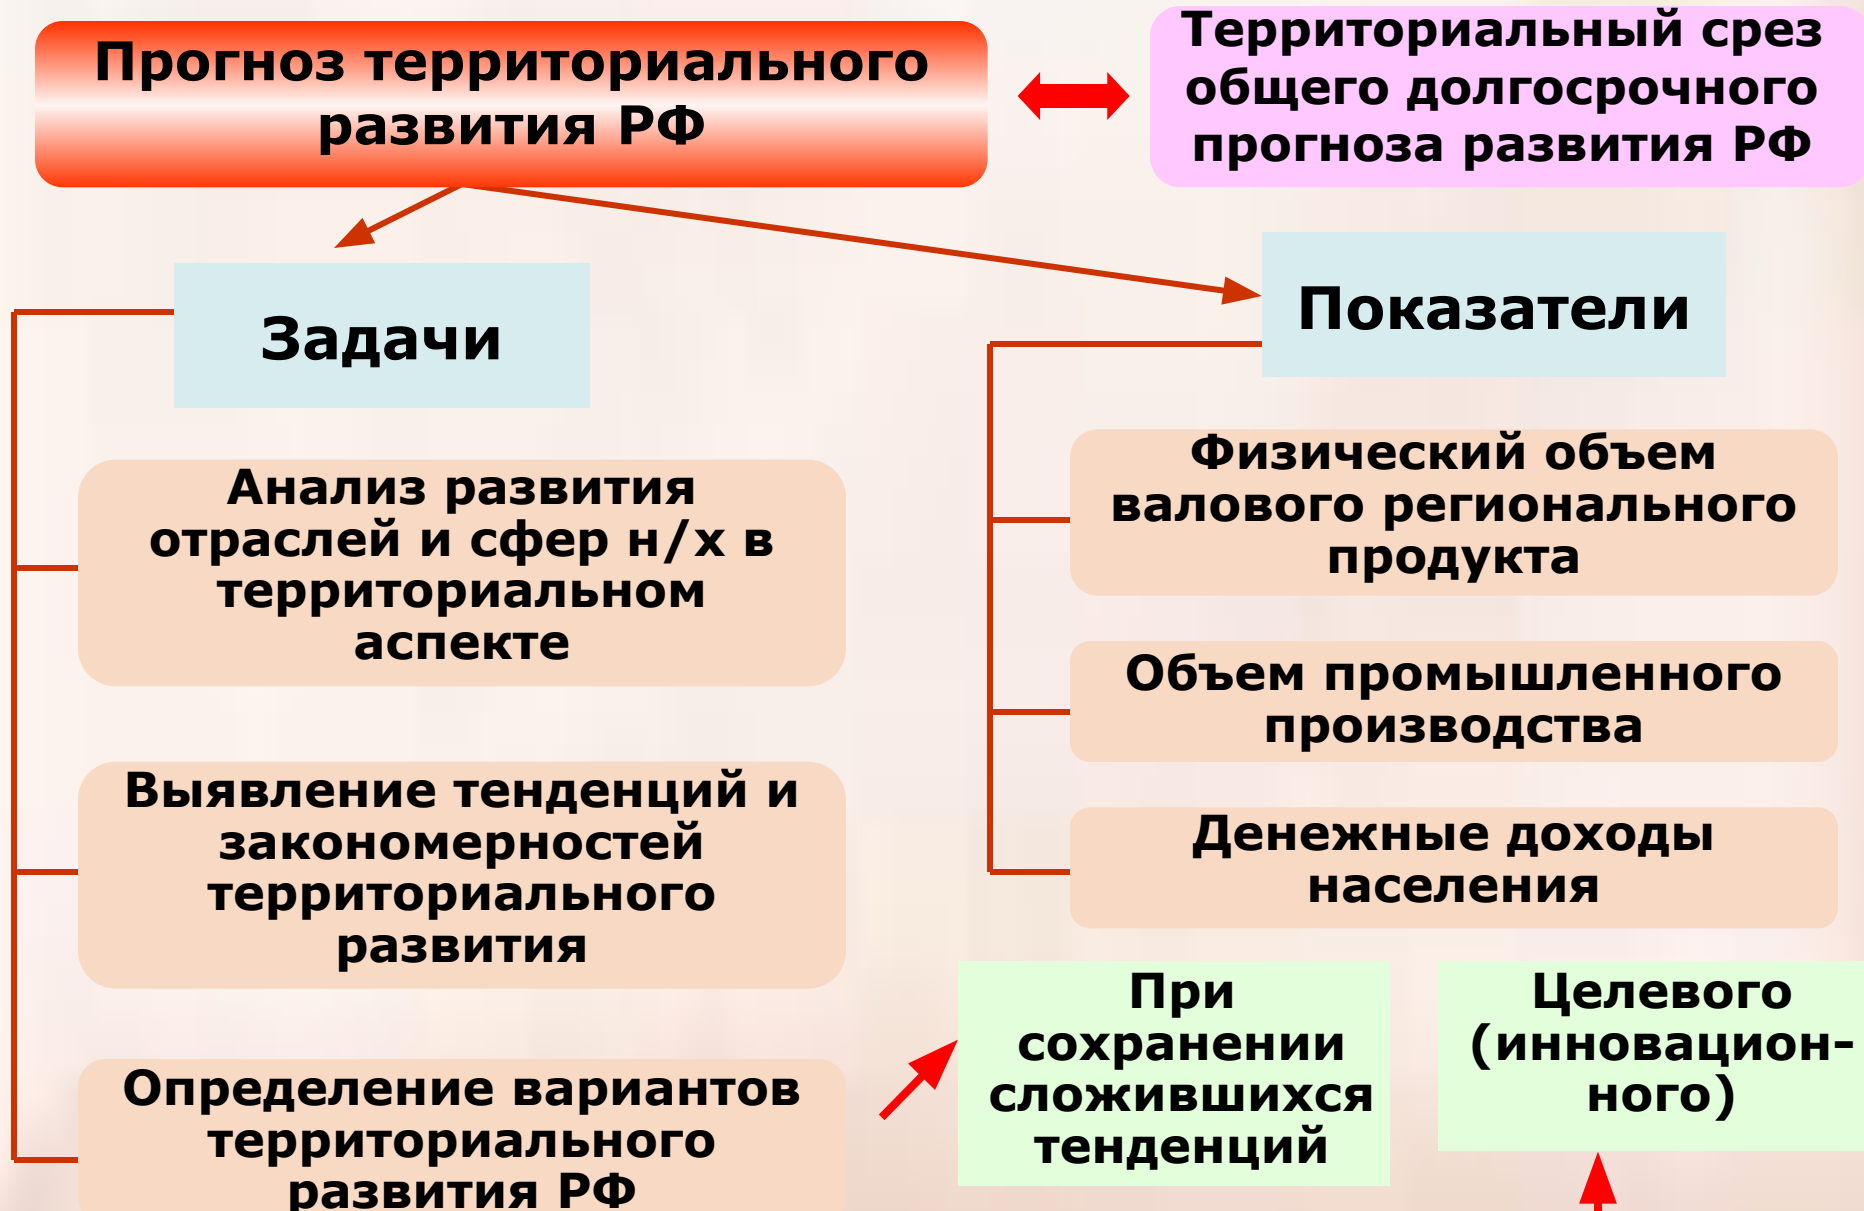 Прогноз территориального
развития РФ
Территориальный срез
общего долгосрочного
прогноза развития РФ
Задачи
Показатели
Анализ развития
отраслей и сфер н/х в
территориальном
аспекте
Выявление тенденций и
закономерностей
территориального
развития
Определение вариантов
территориального
развития РФ
Физический объем
валового регионального
продукта
Объем промышленного
производства
Денежные доходы
населения
При
сохранении
сложившихся
тенденций
Целевого
(инновацион-
ного)